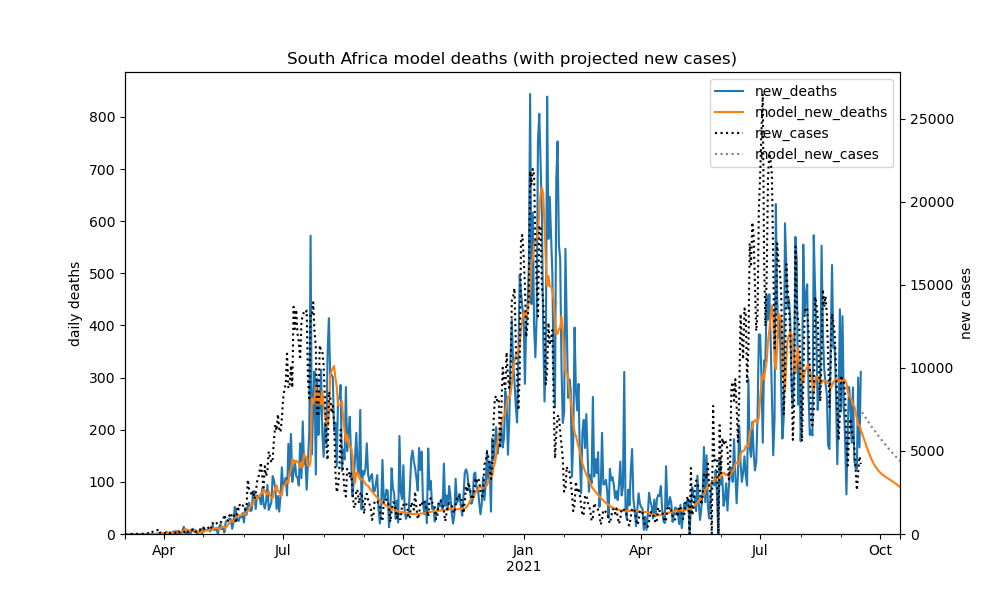 South Africa model deaths (with projected new cases)
new_deaths
model_new_deaths
new_cases
model_new_cases
daily deaths
800
700
600
500
400
300
200
100
0
25000
20000
15000
10000
5000
0
new cases
Apr Jul Oct Jan Apr Jul Oct
2021